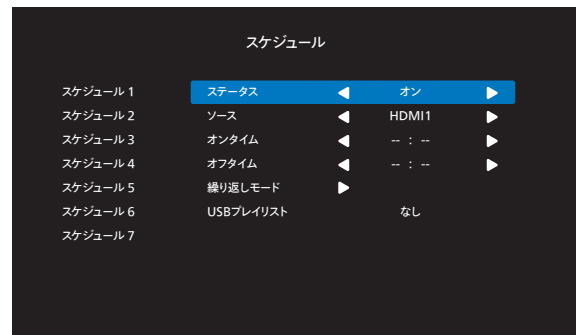 スケジュール
スケジュール 1 ステータス オン
スケジュール 2 ソース HDMI1
スケジュール 3 オンタイム -- : --
スケジュール 4 オフタイム -- : --
スケジュール 5 繰り返しモード
スケジュール 6 USBプレイリスト なし
スケジュール 7